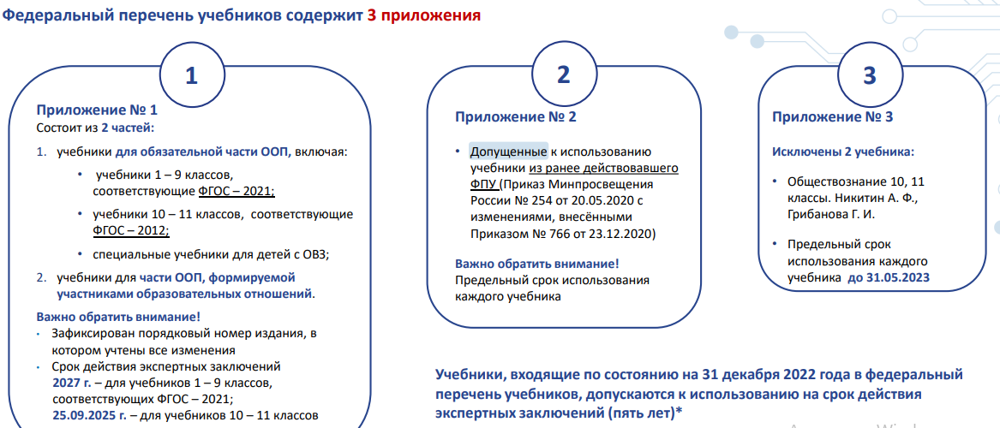 Федеральный перечень учебников содержит 3 приложения
1
Приложение № 1
Состоит из 2 частей:
1. учебники для обязательной части ООП, включая:
• учебники 1 – 9 классов,
соответствующие ФГОС – 2021;
• учебники 10 – 11 классов, соответствующие
ФГОС – 2012;
• специальные учебники для детей с ОВЗ;
2. учебники для части ООП, формируемой
участниками образовательных отношений.
Важно обратить внимание!
• Зафиксирован порядковый номер издания, в
котором учтены все изменения
• Срок действия экспертных заключений
2027 г. – для учебников 1 – 9 классов,
соответствующих ФГОС – 2021;
25.09.2025 г. – для учебников 10 – 11 классов
2
Приложение № 2
• Допущенные к использованию
учебники из ранее действовавшего
ФПУ (Приказ Минпросвещения
России № 254 от 20.05.2020 с
изменениями, внесёнными
Приказом № 766 от 23.12.2020)
Важно обратить внимание!
Предельный срок использования
каждого учебника
3
Приложение № 3
Исключены 2 учебника:
• Обществознание 10, 11
классы. Никитин А. Ф.,
Грибанова Г. И.
• Предельный срок
использования каждого
учебника до 31.05.2023
Учебники, входящие по состоянию на 31 декабря 2022 года в федеральный
перечень учебников, допускаются к использованию на срок действия
экспертных заключений (пять лет)*